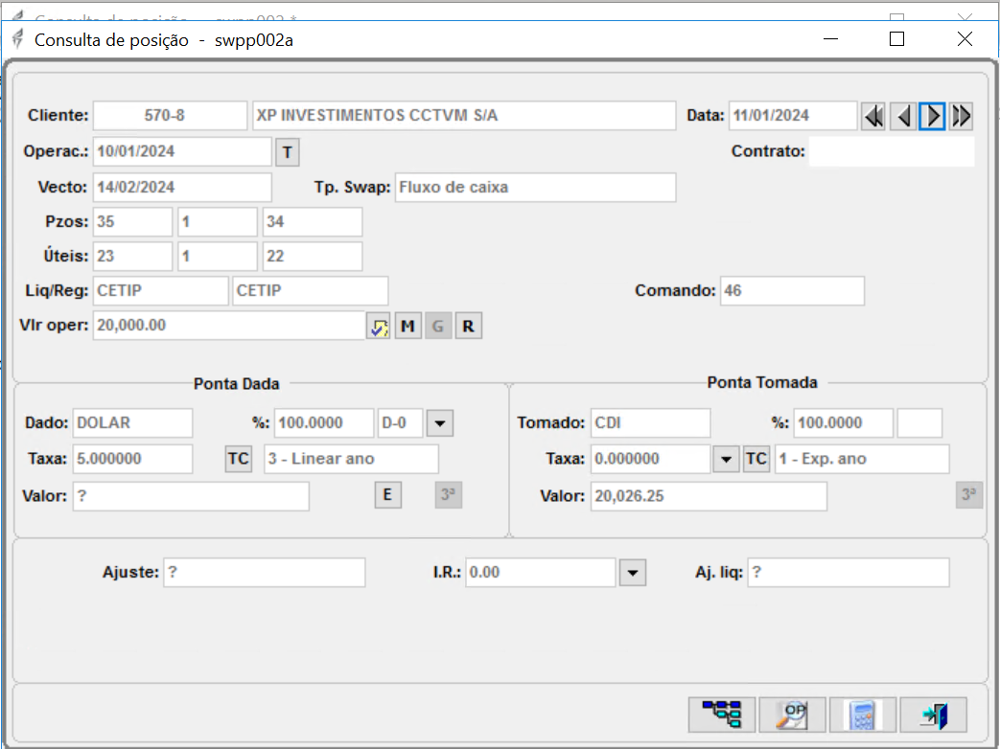 Consulta de posição - swpp002 *
Consulta de posição - swpp002a
Cliente: 570-8 XP INVESTIMENTOS CCTVM S/A Data: 11/01/2024
Operac.: 10/01/2024 T Contrato:
Vecto: 14/02/2024 Tp. Swap: Fluxo de caixa
Pzos: 35 1 34
Úteis: 23 1 22
Liq/Reg: CETIP CETIP Comando: 46
Vlr oper: 20,000.00 M G R
Ponta Dada Ponta Tomada
Dado: DOLAR %: 100.0000 D-0 Tomado: CDI %: 100.0000
Taxa: 5.000000 TC 3 - Linear ano Taxa: 0.000000 TC 1 - Exp. ano
Valor: ? E 3ª Valor: 20,026.25 3ª
Ajuste: ? I.R.: 0.00 Aj. liq: ?
OP